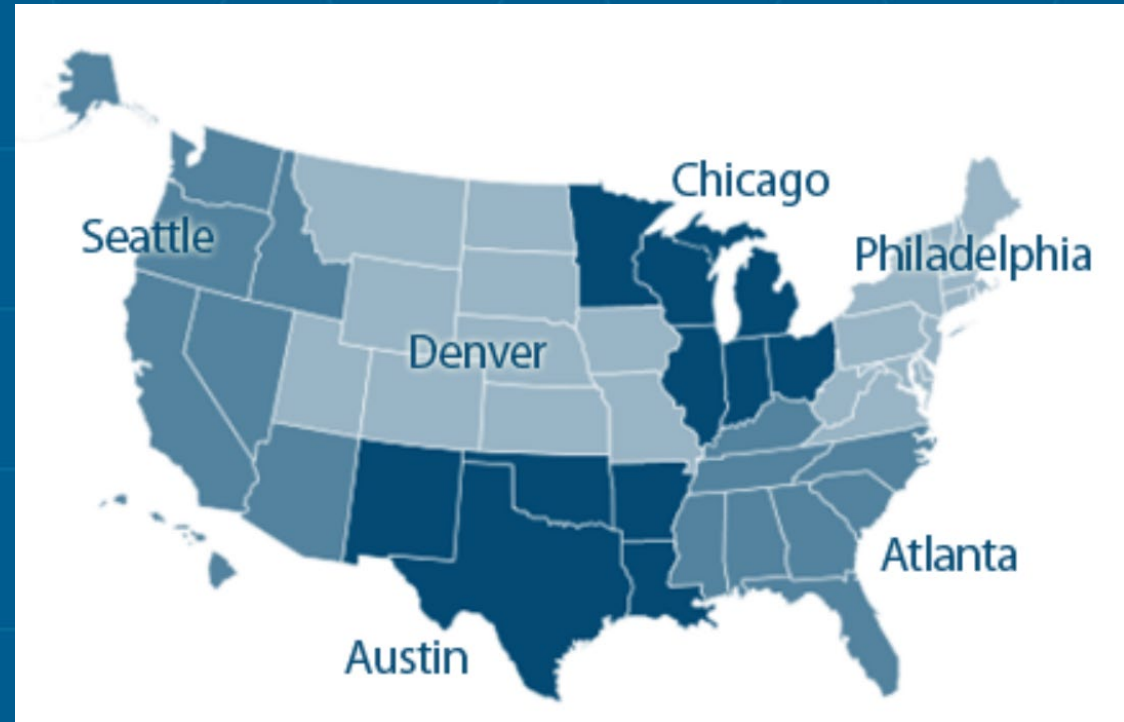 Chicago
Seattle
Philadelphia
Denver
Atlanta
Austin